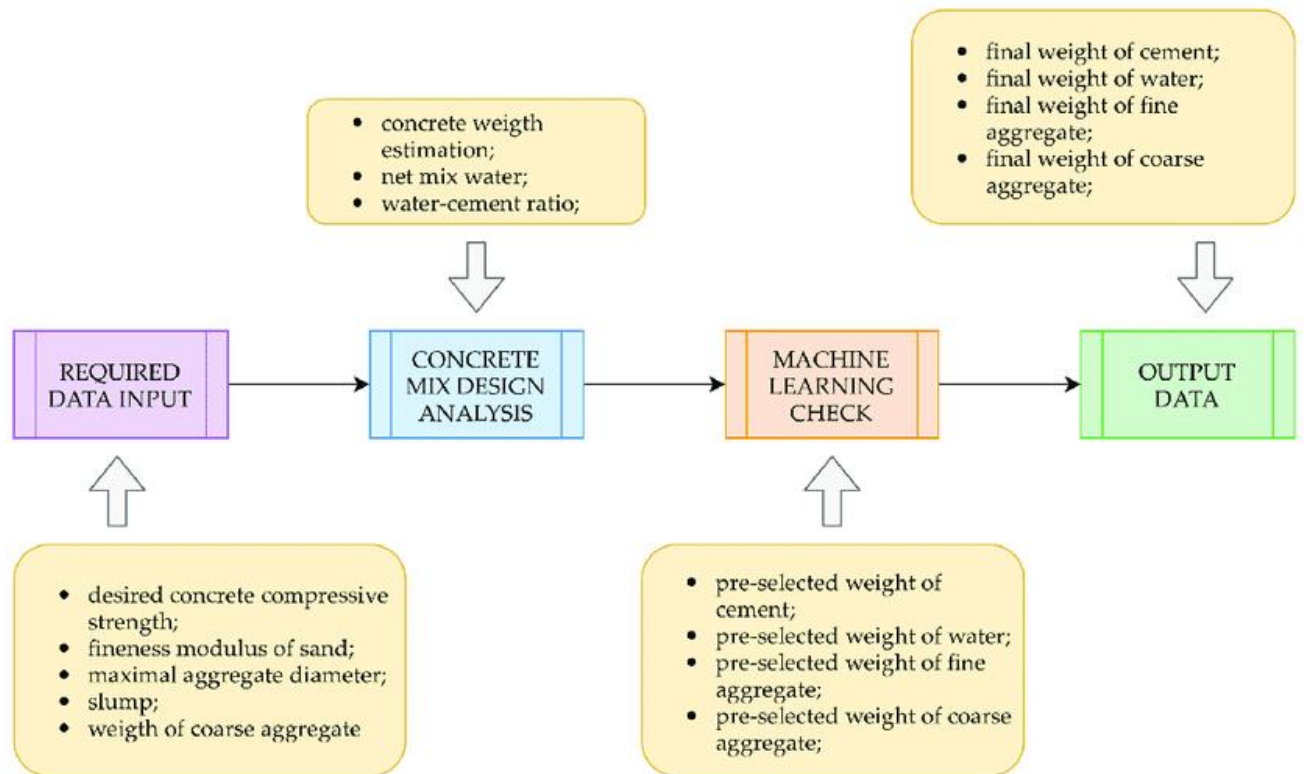 • final weight of cement;
• final weight of water;
• final weight of fine
aggregate;
• final weight of coarse
aggregate;
• concrete weigth
estimation;
• net mix water;
• water-cement ratio;
REQUIRED
DATA INPUT
CONCRETE
MIX DESIGN
ANALYSIS
MACHINE
LEARNING
CHECK
OUTPUT
DATA
• desired concrete compressive
strength;
• fineness modulus of sand;
• maximal aggregate diameter;
• slump;
• weigth of coarse aggregate
• pre-selected weight of
cement;
• pre-selected weight of water;
• pre-selected weight of fine
aggregate;
• pre-selected weight of coarse
aggregate;